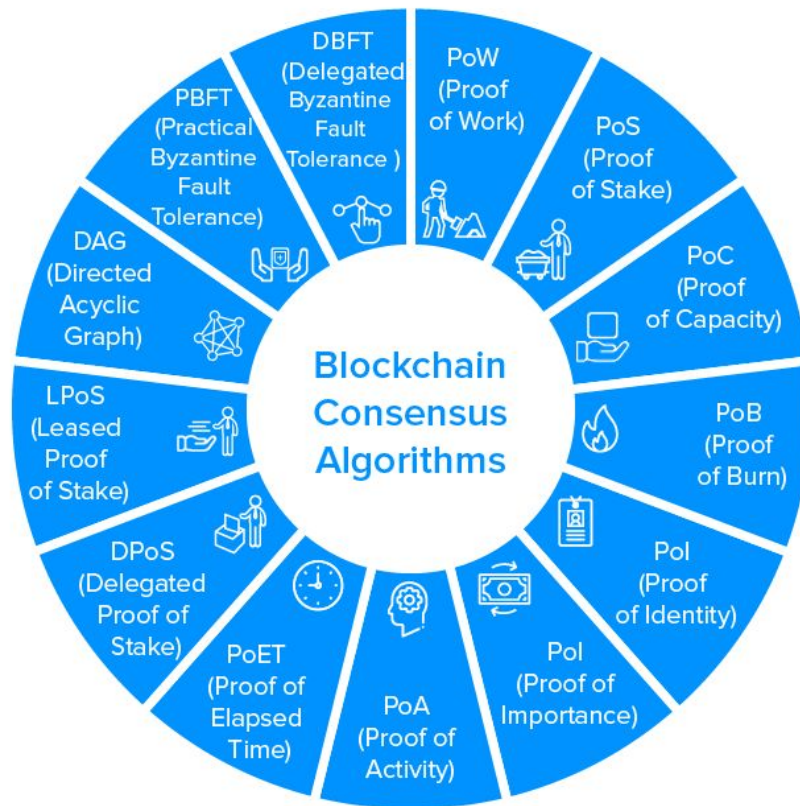 Blockchain
Consensus
Algorithms
PoW
(Proof
of Work)
PoS
(Proof
of Stake)
PoC
(Proof
of Capacity)
PoB
(Proof
of Burn)
PoI
(Proof
of Identity)
PoI
(Proof of
Importance)
PoA
(Proof of
Activity)
PoET
(Proof of
Elapsed
Time)
DPoS
(Delegated
Proof of
Stake)
LPoS
(Leased
Proof
of Stake)
DAG
(Directed
Acyclic
Graph)
PBFT
(Practical
Byzantine
Fault
Tolerance)
DBFT
(Delegated
Byzantine
Fault
Tolerance )